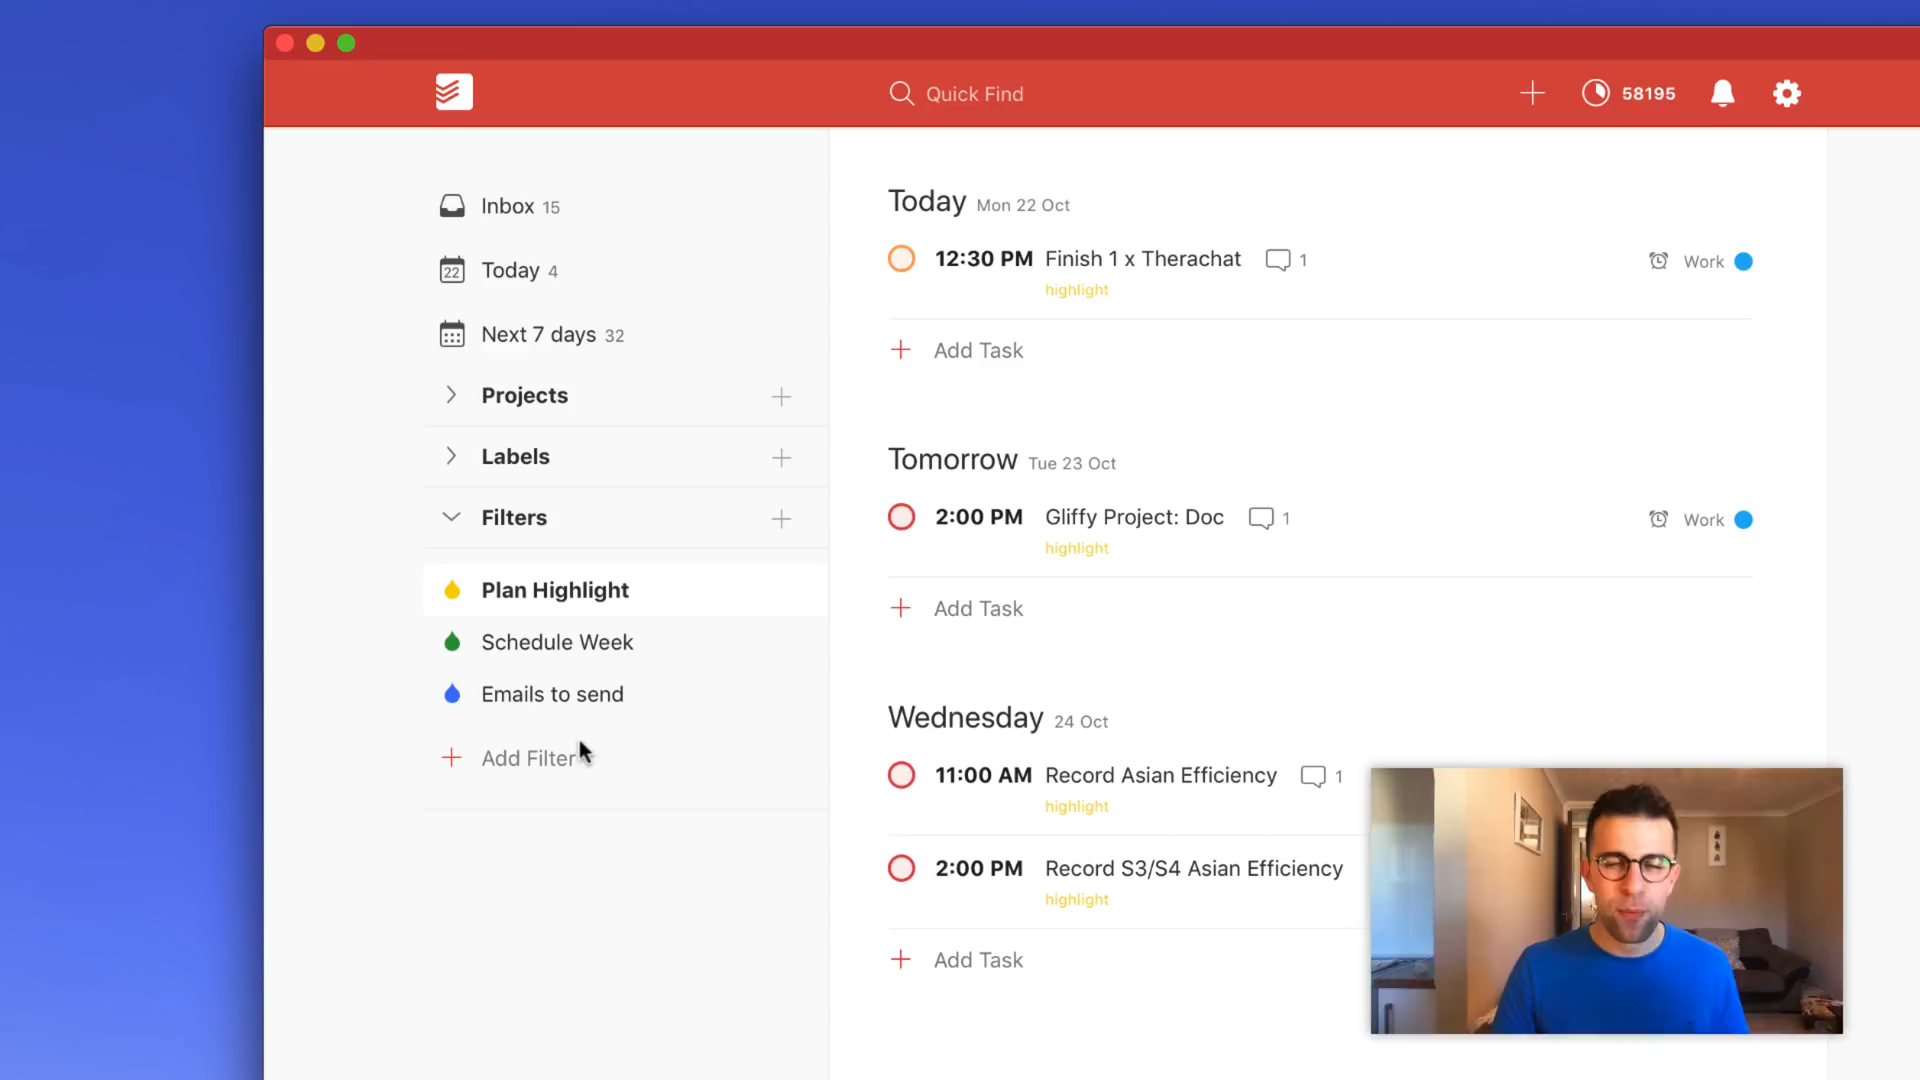 Quick Find
58195
Inbox 15
22 Today 4
Next 7 days 32
Projects
Labels
Filters
Plan Highlight
Schedule Week
Emails to send
Add Filter
Today Mon 22 Oct
12:30 PM Finish 1 x Therachat 1
highlight
Work
Add Task
Tomorrow Tue 23 Oct
2:00 PM Gliffy Project: Doc 1
highlight
Work
Add Task
Wednesday 24 Oct
11:00 AM Record Asian Efficiency 1
highlight
2:00 PM Record S3/S4 Asian Efficiency
highlight
Add Task